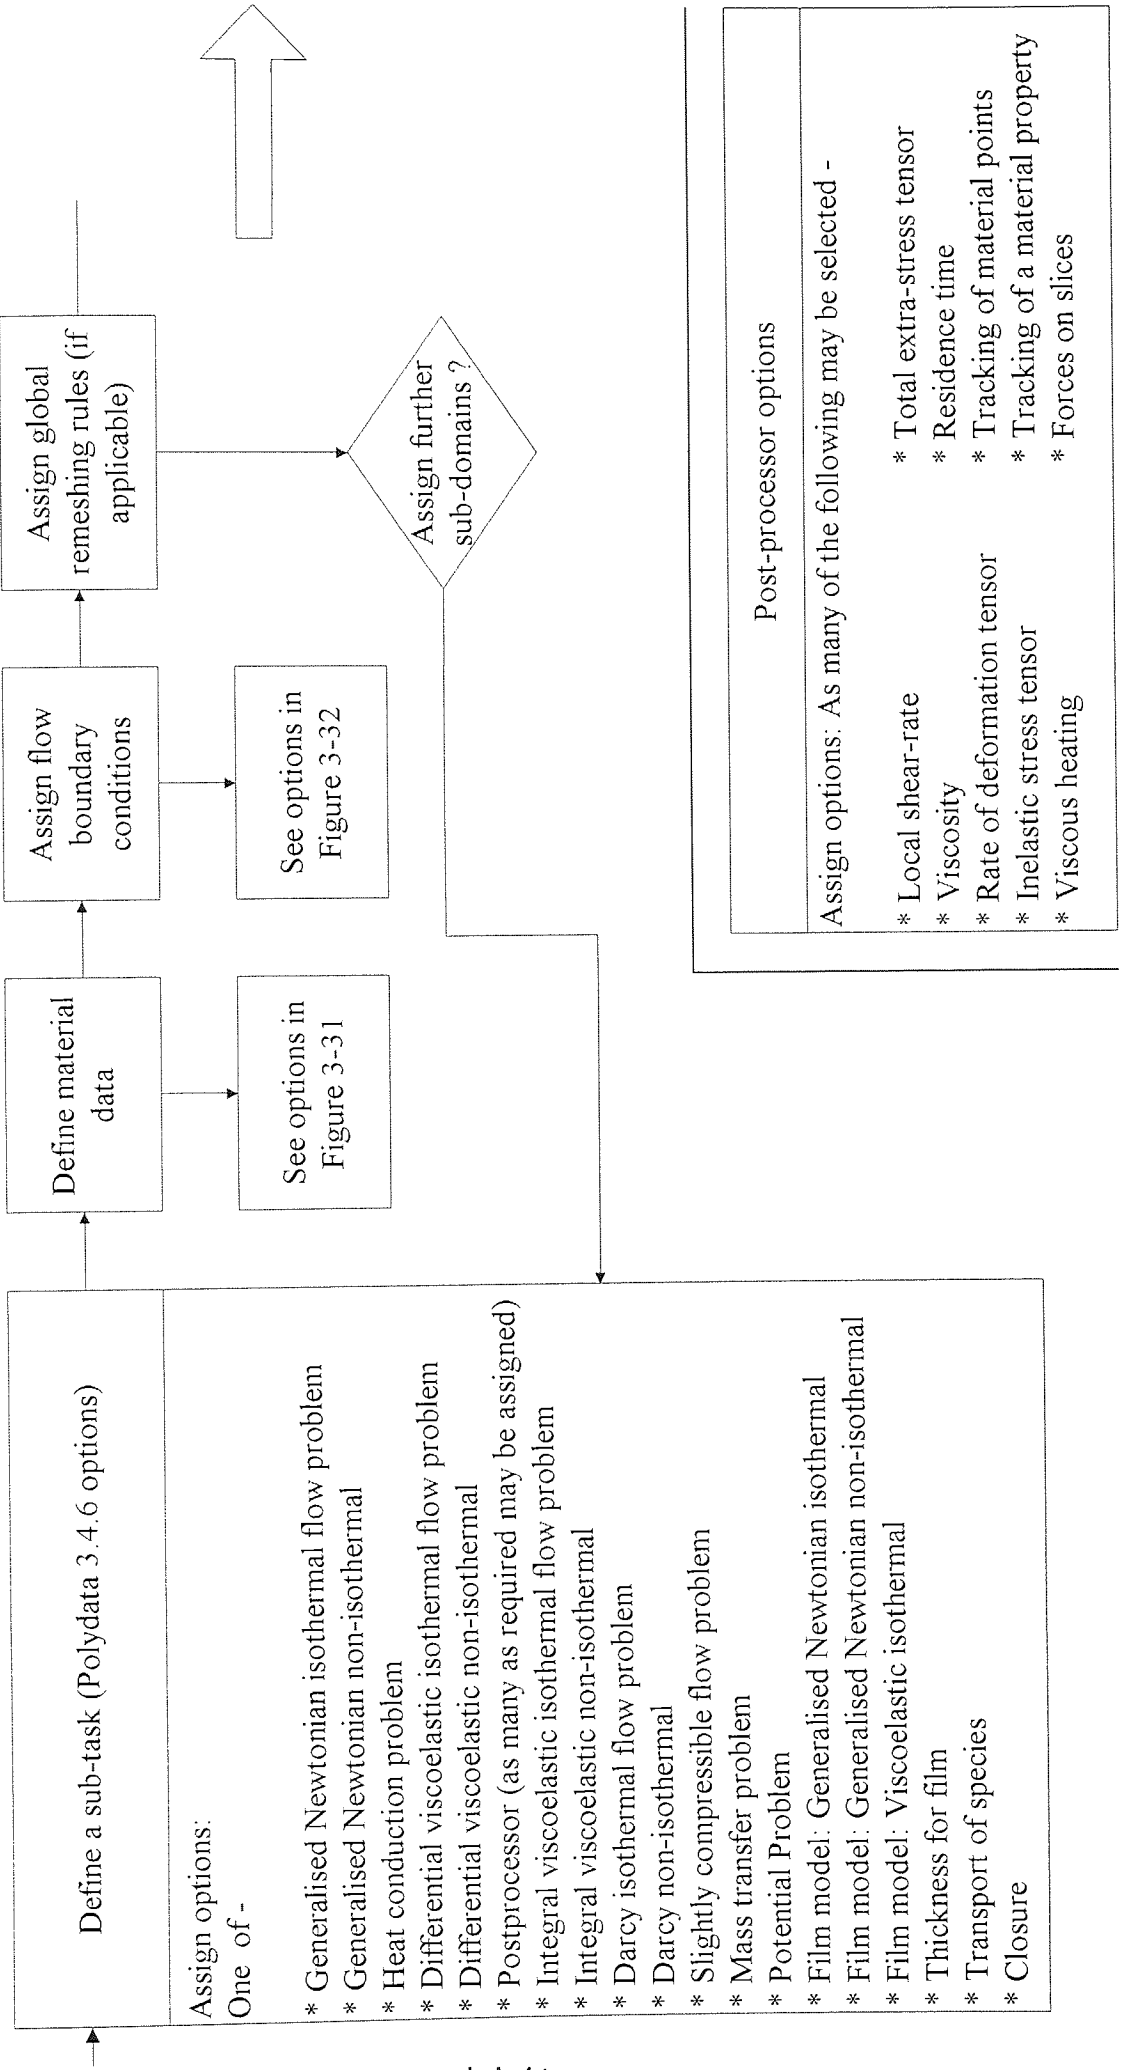 Define a sub-task (Polydata 3.4.6 options)
Assign options:
One of -
* Generalised Newtonian isothermal flow problem
* Generalised Newtonian non-isothermal
* Heat conduction problem
* Differential viscoelastic isothermal flow problem
* Differential viscoelastic non-isothermal
* Postprocessor (as many as required may be assigned)
* Integral viscoelastic isothermal flow problem
* Integral viscoelastic non-isothermal
* Darcy isothermal flow problem
* Darcy non-isothermal
* Slightly compressible flow problem
* Mass transfer problem
* Potential Problem
* Film model: Generalised Newtonian isothermal
* Film model: Generalised Newtonian non-isothermal
* Film model: Viscoelastic isothermal
* Thickness for film
* Transport of species
* Closure
Define material
data
See options in
Figure 3-31
Assign flow
boundary
conditions
See options in
Figure 3-32
Assign global
remeshing rules (if
applicable)
Assign further
sub-domains ?
Post-processor options
Assign options: As many of the following may be selected -
* Local shear-rate
* Viscosity
* Rate of deformation tensor
* Inelastic stress tensor
* Viscous heating
* Total extra-stress tensor
* Residence time
* Tracking of material points
* Tracking of a material property
* Forces on slices